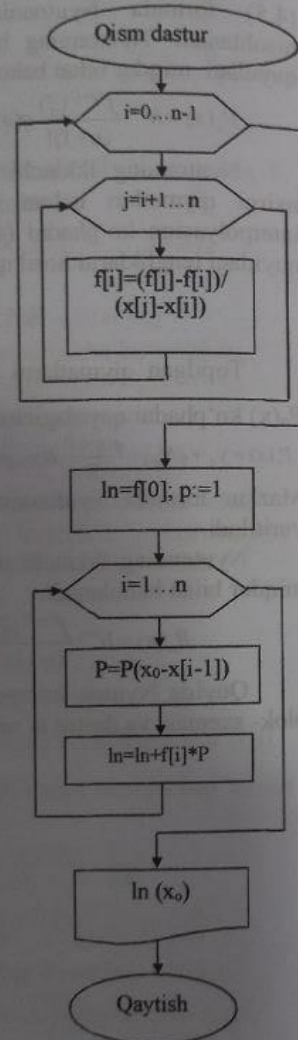 Qism dastur
i=0...n-1
j=i+1...n
f[i]=(f[j]-f[i])/
(x[j]-x[i])
ln=f[0]; p:=1
i=1...n
P=P(x₀-x[i-1])
ln=ln+f[i]*P
ln (x₀)
Qaytish